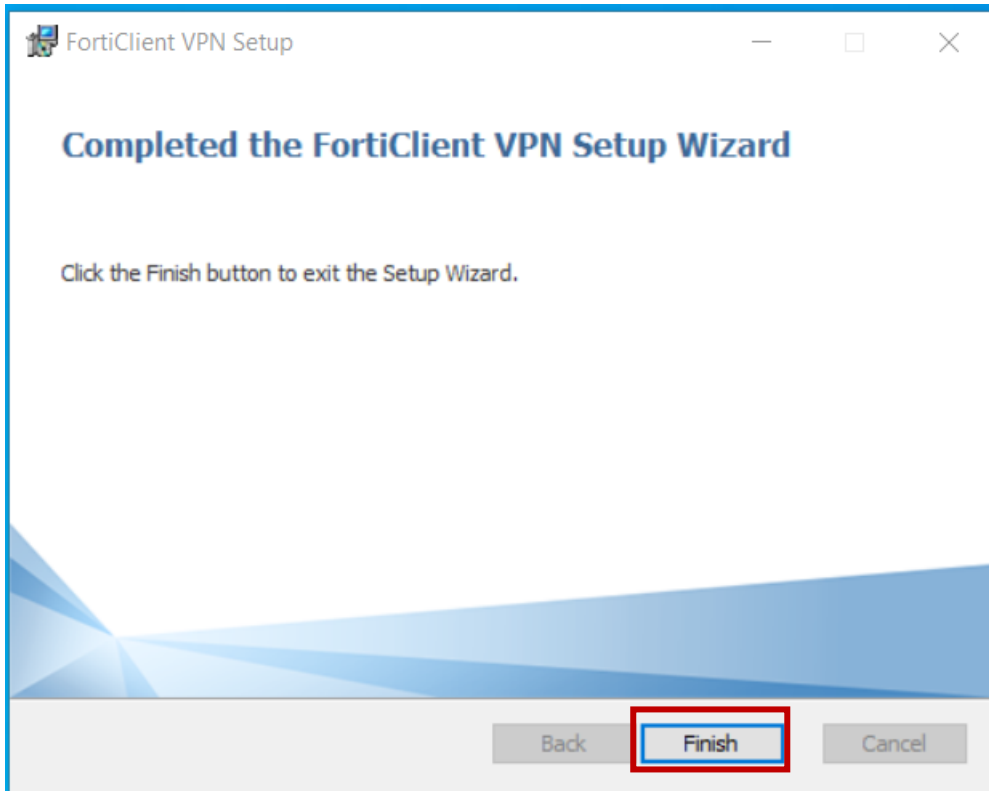 FortiClient VPN Setup
Completed the FortiClient VPN Setup Wizard
Click the Finish button to exit the Setup Wizard.
Back
Finish
Cancel